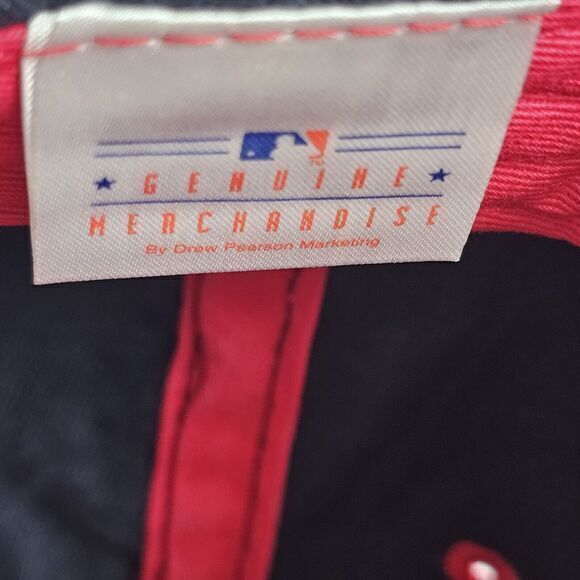 GENUINE
MERCHANDISE
By Drew Pearson Marketing